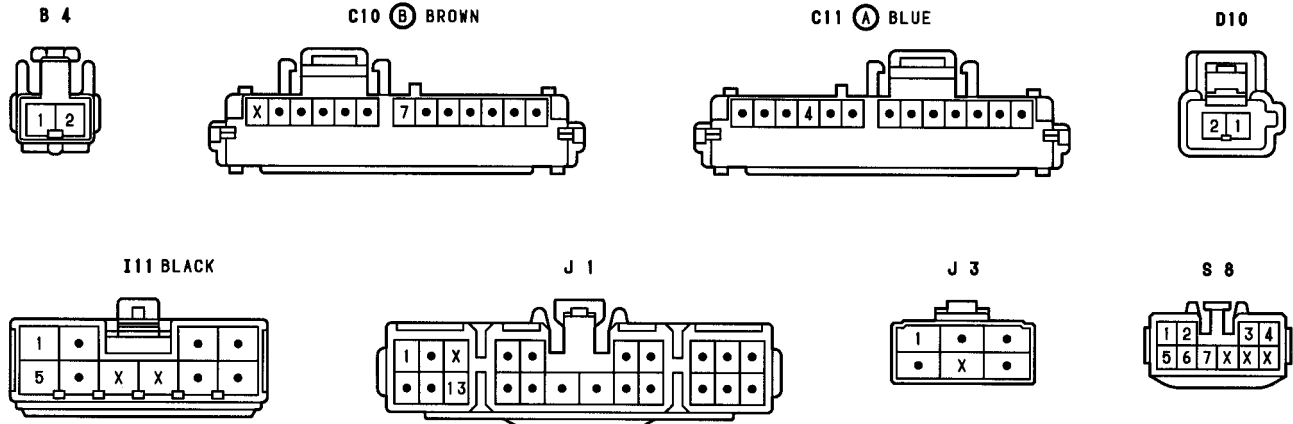 B 4
C10 B BROWN
C11 A BLUE
D10
1 2
X 7
4
2 1
I11 BLACK
J 1
J 3
S 8
1
5 X X
1 X
13
1
X
1 2 3 4
5 6 7 X X X